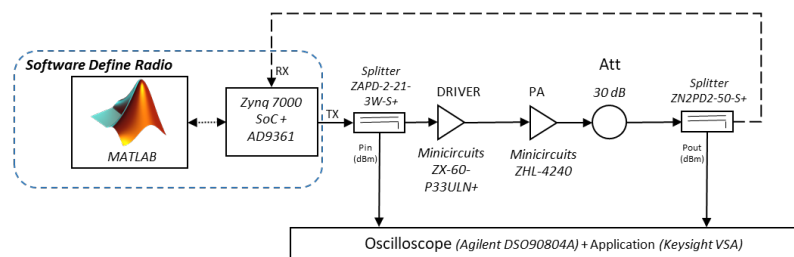 Software Define Radio
MATLAB
RX
Zynq 7000
SoC +
AD9361
TX
Splitter
ZAPD-2-21-
3W-S+
Pin
(dBm)
DRIVER
Minicircuits
ZX-60-
P33ULN+
PA
Minicircuits
ZHL-4240
Att
30 dB
Splitter
ZN2PD2-50-S+
Pout
(dBm)
Oscilloscope (Agilent DSO90804A) + Application (Keysight VSA)